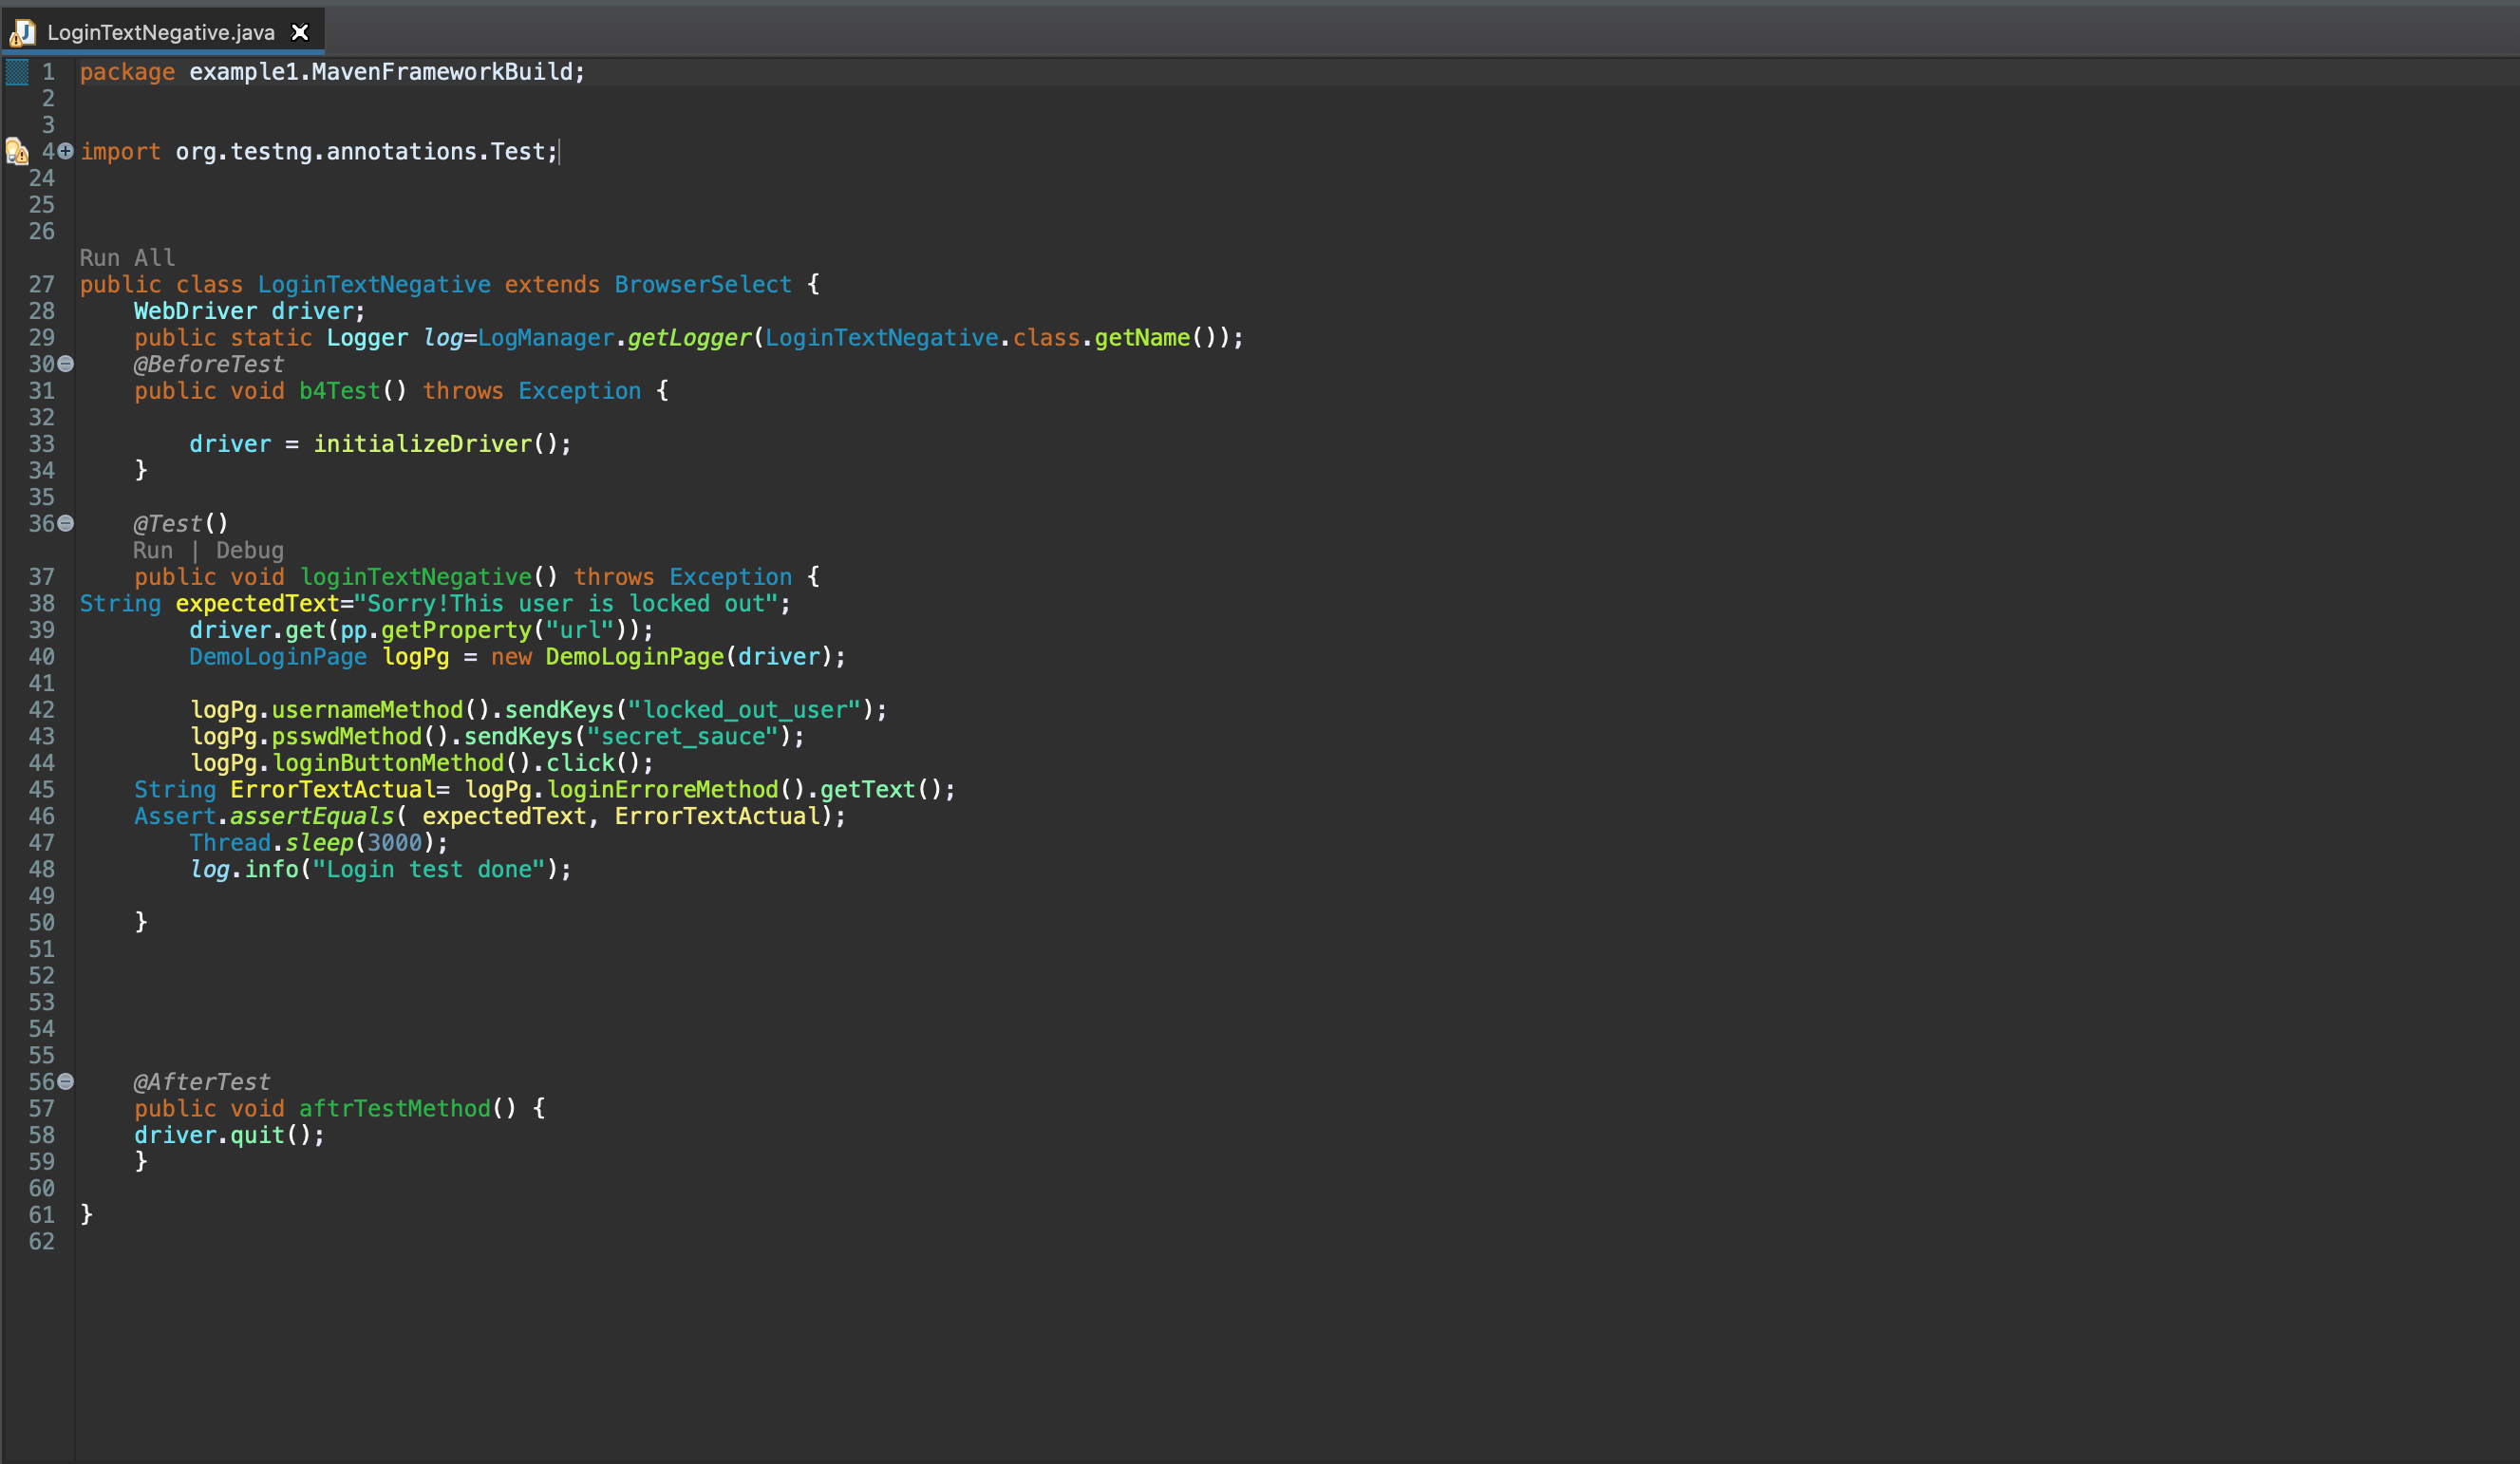 LoginTextNegative.java
1 package example1.MavenFrameworkBuild;
2
3
4 import org.testng.annotations.Test;
24
25
26
Run All
27 public class LoginTextNegative extends BrowserSelect {
28     WebDriver driver;
29     public static Logger log=LogManager.getLogger(LoginTextNegative.class.getName());
30     @BeforeTest
31     public void b4Test() throws Exception {
32
33         driver = initializeDriver();
34     }
35
36     @Test()
    Run | Debug
37     public void loginTextNegative() throws Exception {
38 String expectedText="Sorry!This user is locked out";
39         driver.get(pp.getProperty("url"));
40         DemoLoginPage logPg = new DemoLoginPage(driver);
41
42         logPg.usernameMethod().sendKeys("locked_out_user");
43         logPg.psswdMethod().sendKeys("secret_sauce");
44         logPg.loginButtonMethod().click();
45     String ErrorTextActual= logPg.loginErroreMethod().getText();
46     Assert.assertEquals( expectedText, ErrorTextActual);
47         Thread.sleep(3000);
48         log.info("Login test done");
49
50     }
51
52
53
54
55
56     @AfterTest
57     public void aftrTestMethod() {
58     driver.quit();
59     }
60
61 }
62